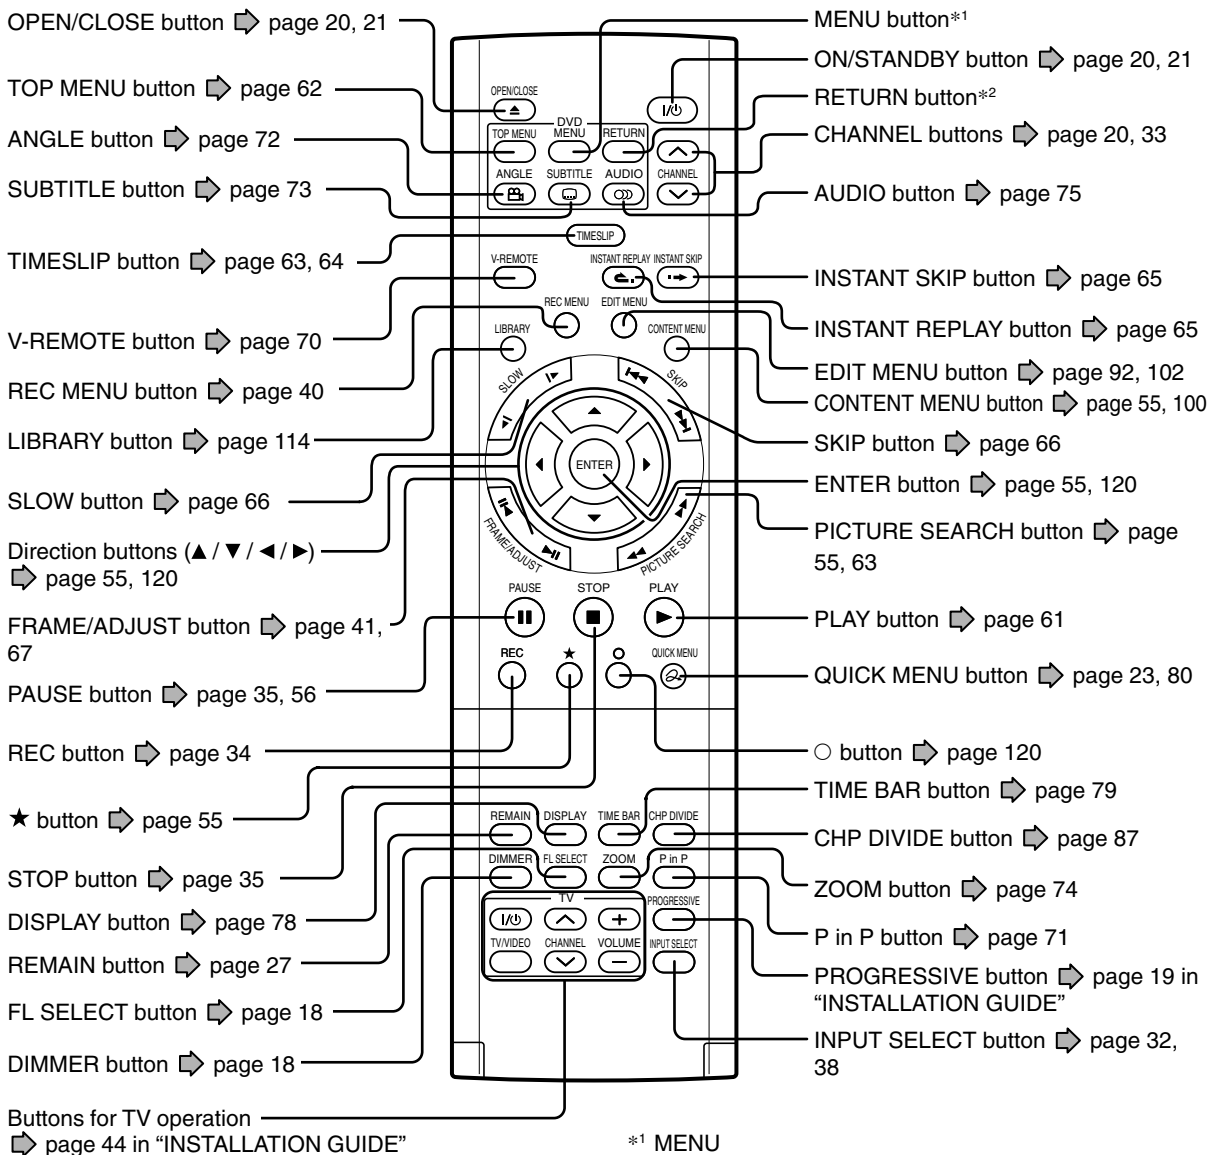 OPEN/CLOSE button page 20, 21
TOP MENU button page 62
ANGLE button page 72
SUBTITLE button page 73
TIMESLIP button page 63, 64
V-REMOTE button page 70
REC MENU button page 40
LIBRARY button page 114
SLOW button page 66
Direction buttons (▲ / ▼ / ◄ / ►)
page 55, 120
FRAME/ADJUST button page 41,
67
PAUSE button page 35, 56
REC button page 34
★ button page 55
STOP button page 35
DISPLAY button page 78
REMAIN button page 27
FL SELECT button page 18
DIMMER button page 18
Buttons for TV operation
page 44 in “INSTALLATION GUIDE”
OPEN/CLOSE
I/⏻
DVD
TOP MENU MENU RETURN
ANGLE SUBTITLE AUDIO CHANNEL
TIMESLIP
V-REMOTE INSTANT REPLAY INSTANT SKIP
REC MENU EDIT MENU
LIBRARY CONTENT MENU
SLOW SKIP
ENTER
FRAME/ADJUST PICTURE SEARCH
PAUSE STOP PLAY
REC ★ ○ QUICK MENU
REMAIN DISPLAY TIME BAR CHP DIVIDE
DIMMER FL SELECT ZOOM P in P
TV PROGRESSIVE
I/⏻ +
TV/VIDEO CHANNEL VOLUME INPUT SELECT
−
MENU button*1
ON/STANDBY button page 20, 21
RETURN button*2
CHANNEL buttons page 20, 33
AUDIO button page 75
INSTANT SKIP button page 65
INSTANT REPLAY button page 65
EDIT MENU button page 92, 102
CONTENT MENU button page 55, 100
SKIP button page 66
ENTER button page 55, 120
PICTURE SEARCH button page
55, 63
PLAY button page 61
QUICK MENU button page 23, 80
○ button page 120
TIME BAR button page 79
CHP DIVIDE button page 87
ZOOM button page 74
P in P button page 71
PROGRESSIVE button page 19 in
“INSTALLATION GUIDE”
INPUT SELECT button page 32,
38
*1 MENU